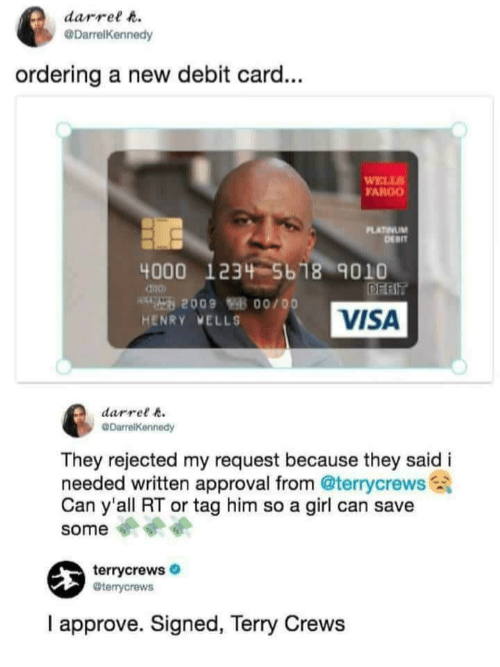 darrel k.
@DarrelKennedy
ordering a new debit card...
WELLS
FARGO
PLATINUM
DEBIT
4000 1234 5678 9010
4000
DEBIT
2009 00/00
HENRY WELLS
VISA
darrel k.
@DarrelKennedy
They rejected my request because they said i
needed written approval from @terrycrews😪
Can y'all RT or tag him so a girl can save
some 💸💸💸
terrycrews
@terrycrews
I approve. Signed, Terry Crews